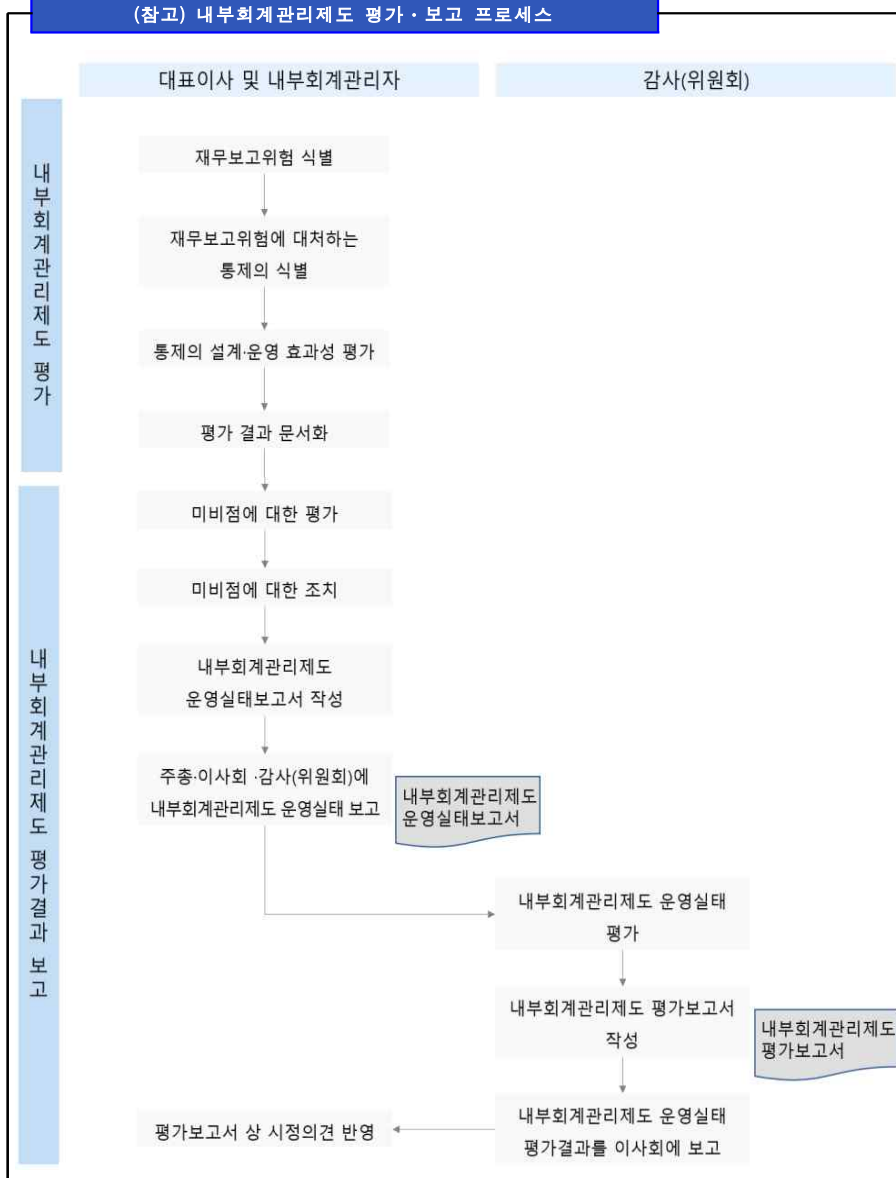 (참고) 내부회계관리제도 평가·보고 프로세스
대표이사 및 내부회계관리자
감사(위원회)
내부회계관리제도 평가
재무보고위험 식별
재무보고위험에 대처하는
통제의 식별
통제의 설계·운영 효과성 평가
평가 결과 문서화
내부회계관리제도 평가결과 보고
미비점에 대한 평가
미비점에 대한 조치
내부회계관리제도
운영실태보고서 작성
주총·이사회 ·감사(위원회)에
내부회계관리제도 운영실태 보고
내부회계관리제도
운영실태보고서
내부회계관리제도 운영실태
평가
내부회계관리제도 평가보고서
작성
내부회계관리제도
평가보고서
내부회계관리제도 운영실태
평가결과를 이사회에 보고
평가보고서 상 시정의견 반영